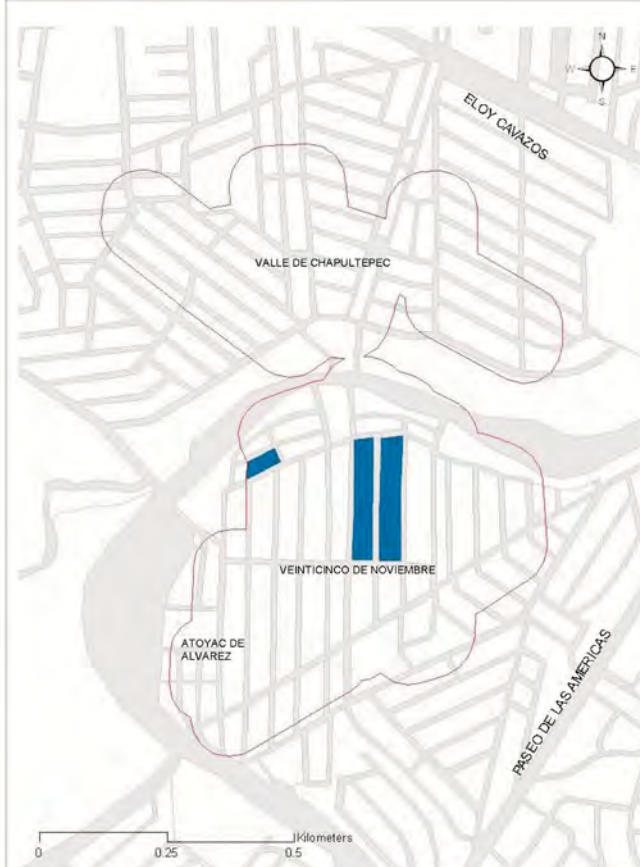 N
W E
S
ELOY CAVAZOS
VALLE DE CHAPULTEPEC
VEINTICINCO DE NOVIEMBRE
ATOYAC DE
ALVAREZ
PASEO DE LAS AMERICAS
Kilometers
0 0.25 0.5